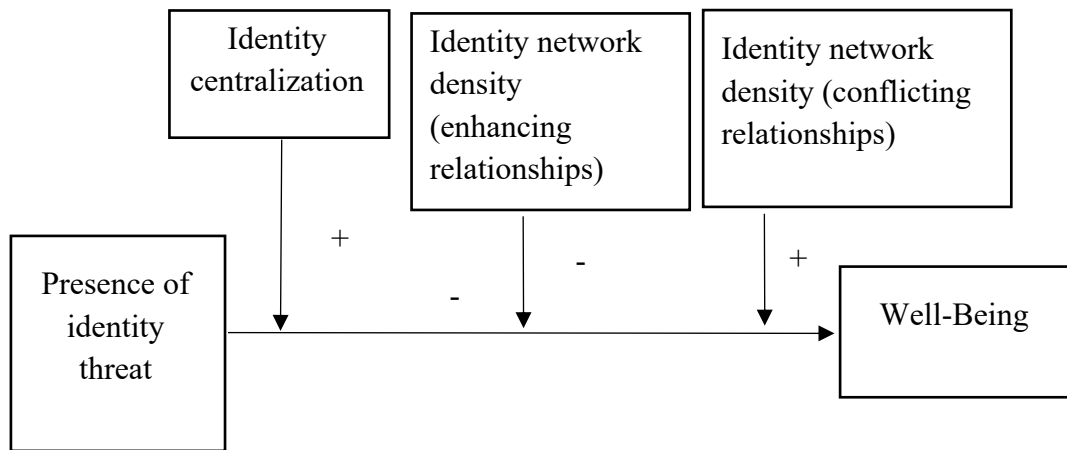 Identity
centralization
Identity network
density
(enhancing
relationships)
Identity network
density (conflicting
relationships)
+
-
-
+
Presence of
identity
threat
Well-Being